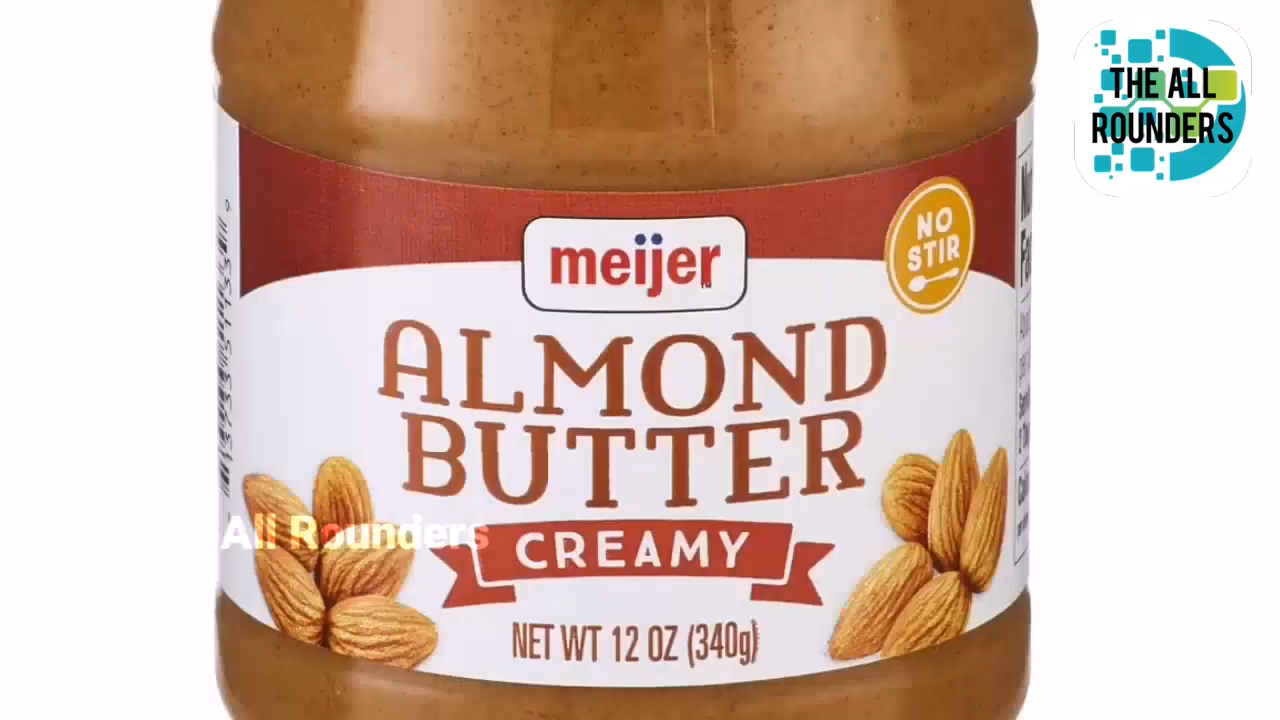 THE ALL
ROUNDERS
meijer
NO
STIR
ALMOND
BUTTER
All Rounders
CREAMY
NET WT 12 OZ (340g)